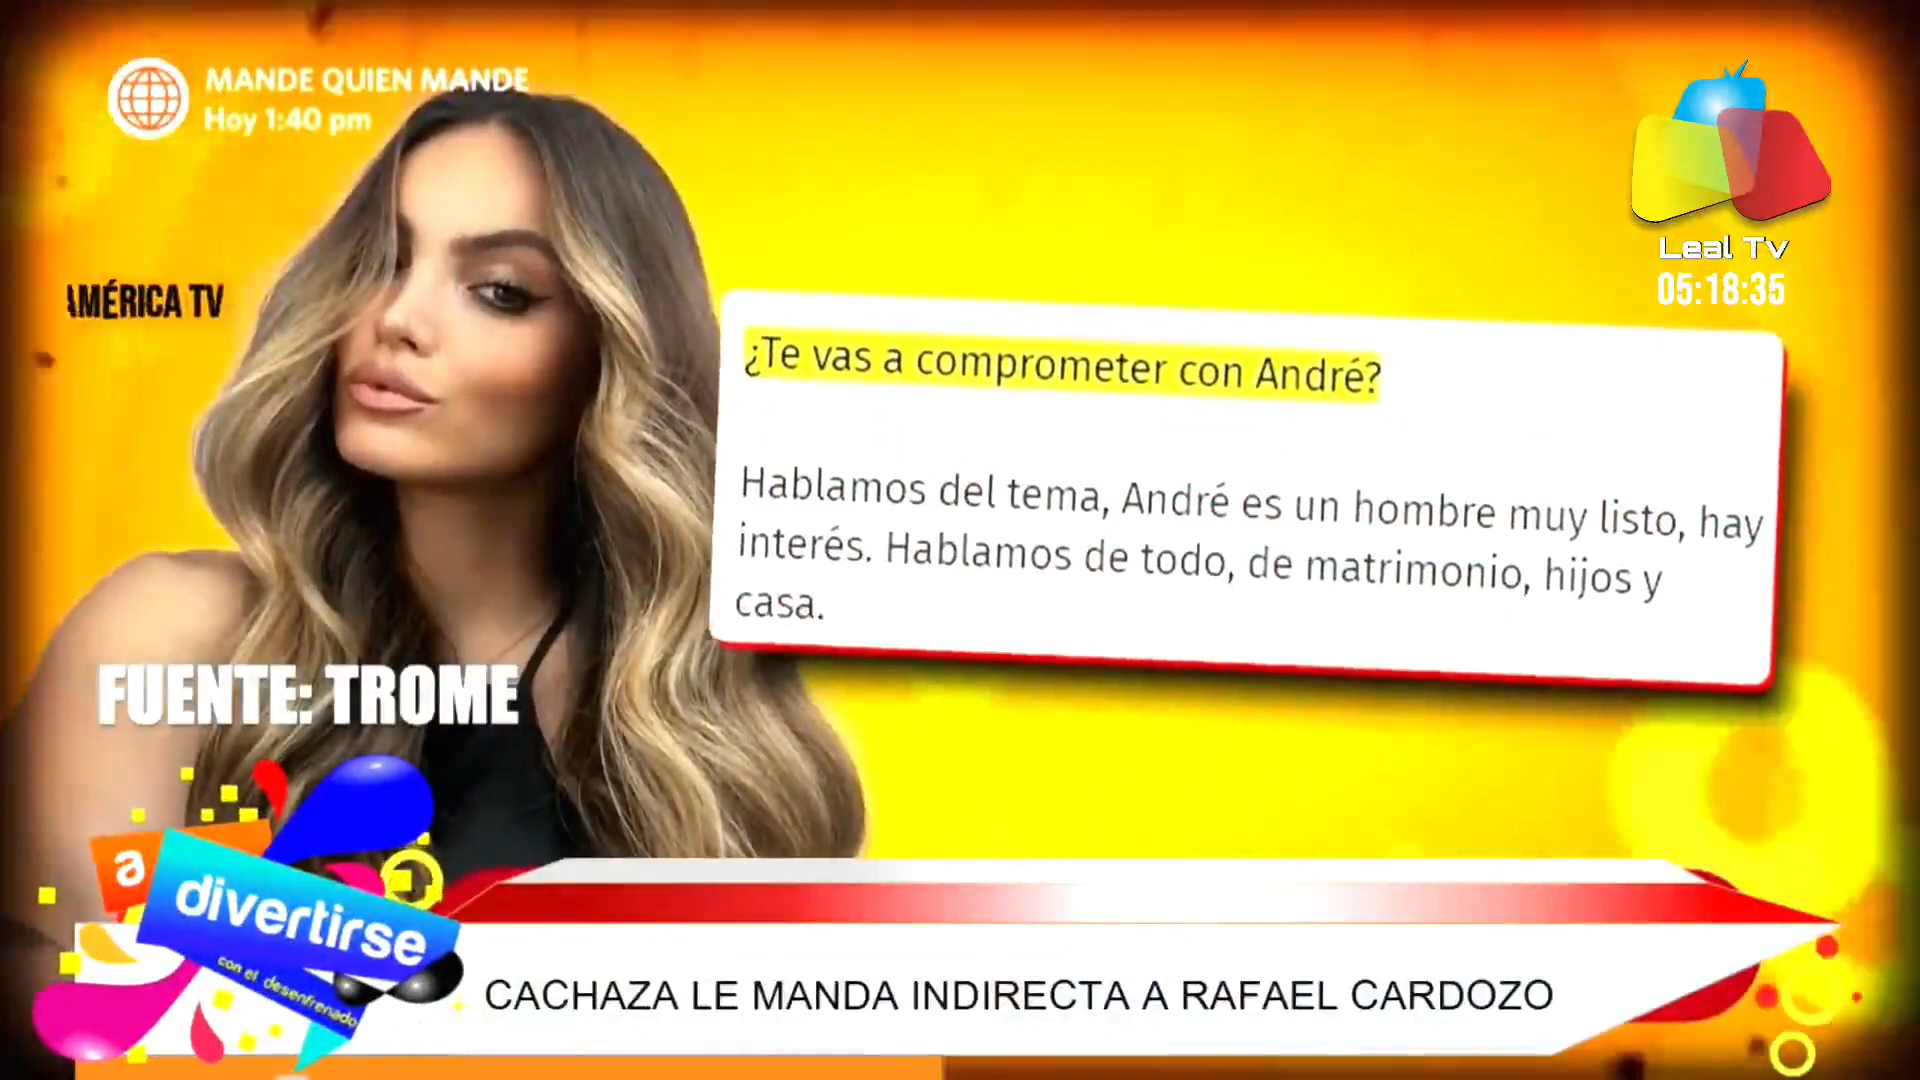 MANDE QUIEN MANDE
Hoy 1:40 pm
Leal Tv
05:18:35
AMÉRICA TV
¿Te vas a comprometer con André?
Hablamos del tema, André es un hombre muy listo, hay
interés. Hablamos de todo, de matrimonio, hijos y
casa.
FUENTE: TROME
a
divertirse
con el desenfrenado
CACHAZA LE MANDA INDIRECTA A RAFAEL CARDOZO